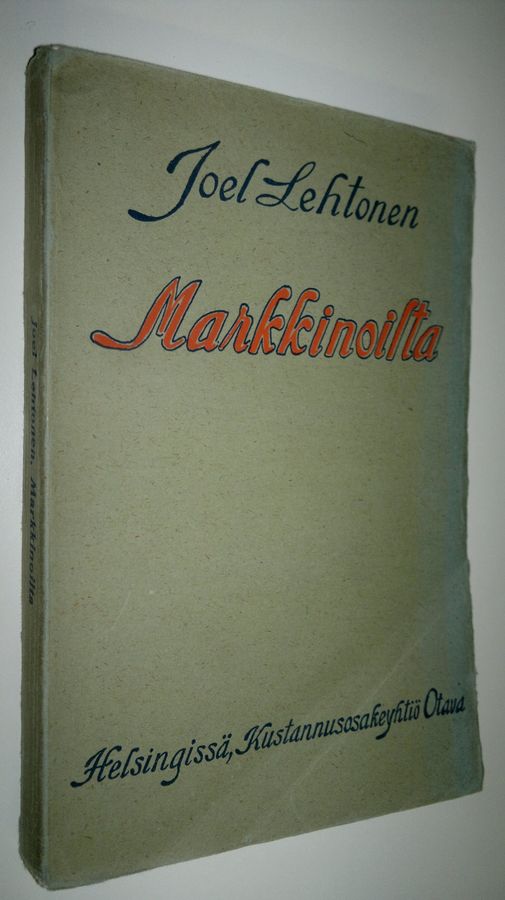 Joel Lehtonen
Markkinoilta
Helsingissä, Kustannusosakeyhtiö Otava
Joel Lehtonen. Markkinoilta